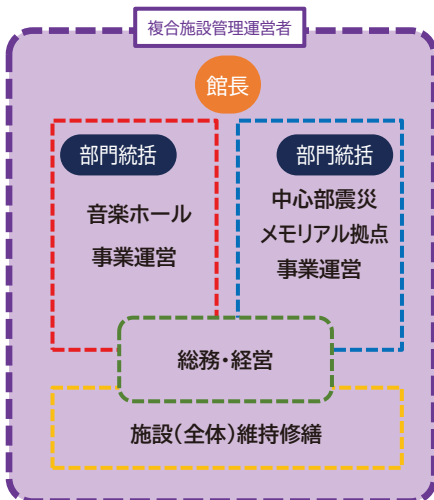 複合施設管理運営者
館長
部門統括
音楽ホール
事業運営
部門統括
中心部震災
メモリアル拠点
事業運営
総務・経営
施設(全体)維持修繕